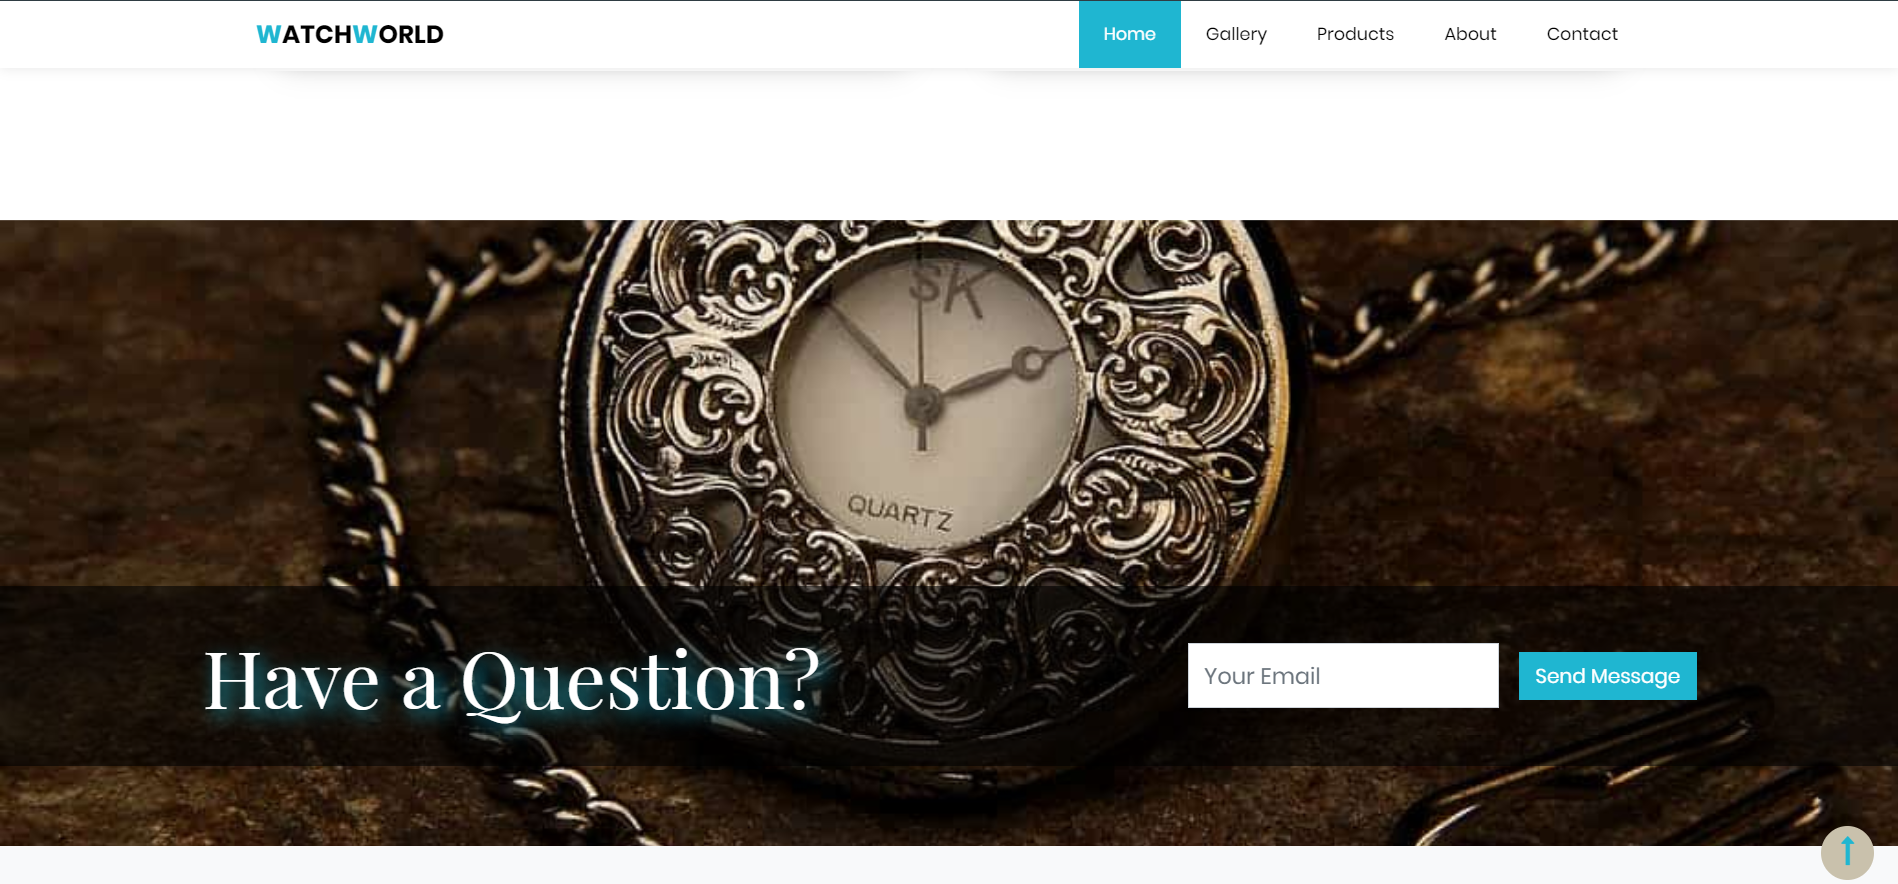 WATCHWORLD
Home
Gallery
Products
About
Contact
SK
QUARTZ
Have a Question?
Your Email
Send Message